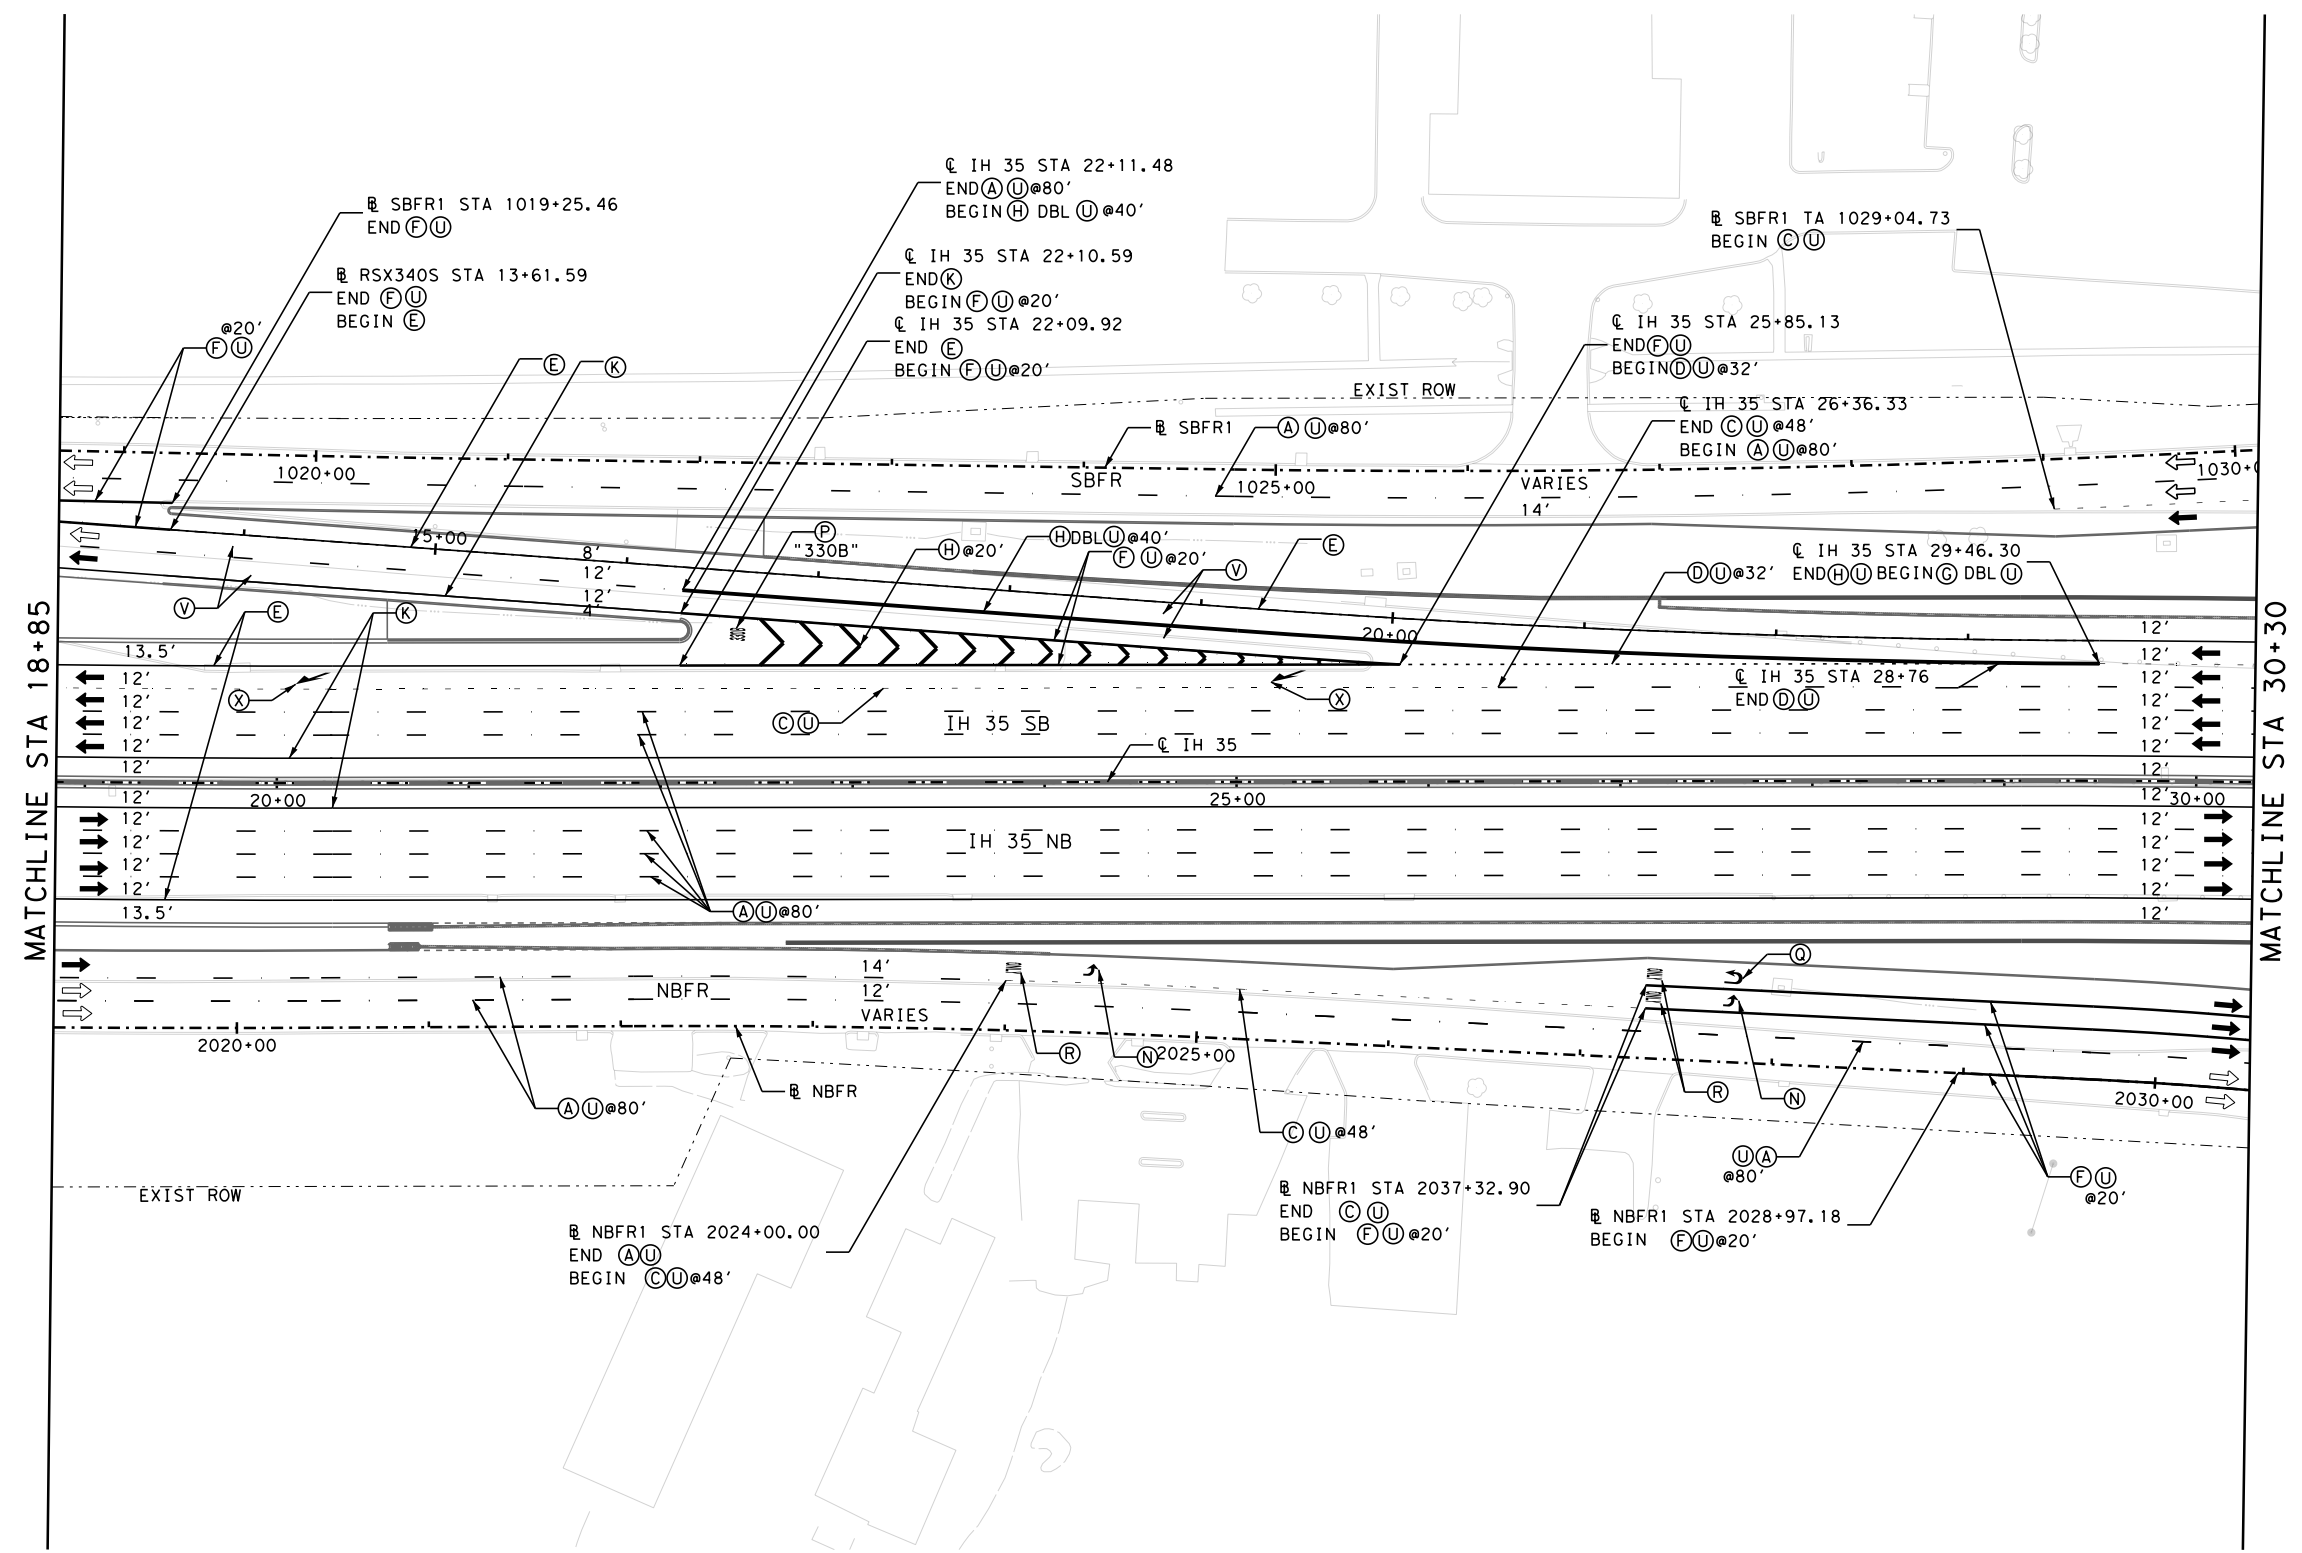 ℄ IH 35 STA 22+11.48
END Ⓐ Ⓤ@80'
BEGIN Ⓗ DBL Ⓤ@40'
℄ SBFR1 STA 1019+25.46
END Ⓕ Ⓤ
℄ SBFR1 TA 1029+04.73
BEGIN Ⓒ Ⓤ
℄ IH 35 STA 22+10.59
END Ⓚ
BEGIN Ⓕ Ⓤ@20'
℄ RSX340S STA 13+61.59
END Ⓕ Ⓤ
BEGIN Ⓔ
℄ IH 35 STA 22+09.92
END Ⓔ
BEGIN Ⓕ Ⓤ@20'
@20'
Ⓕ Ⓤ
℄ IH 35 STA 25+85.13
END Ⓕ Ⓤ
BEGIN Ⓓ Ⓤ@32'
Ⓔ
Ⓚ
EXIST ROW
℄ IH 35 STA 26+36.33
END Ⓒ Ⓤ@48'
BEGIN Ⓐ Ⓤ@80'
℄ SBFR1
Ⓐ Ⓤ@80'
1020+00
SBFR
1025+00
VARIES
14'
1030+0
15+00
8'
12'
12'
4'
Ⓟ
"330B"
Ⓗ@20'
Ⓗ DBL Ⓤ@40'
Ⓕ Ⓤ@20'
Ⓥ
Ⓔ
Ⓓ Ⓤ@32'
℄ IH 35 STA 29+46.30
END Ⓗ Ⓤ BEGIN Ⓖ DBL Ⓤ
Ⓥ
Ⓔ
Ⓚ
20+00
12'
13.5'
12'
12'
12'
12'
12'
12'
12'
12'
12'
12'
12'
Ⓧ
Ⓒ Ⓤ
IH 35 SB
Ⓧ
℄ IH 35 STA 28+76
END Ⓓ Ⓤ
℄ IH 35
MATCHLINE STA 18+85
MATCHLINE STA 30+30
20+00
25+00
30+00
12'
12'
12'
12'
12'
12'
13.5'
12'
12'
12'
12'
12'
12'
IH 35 NB
Ⓐ Ⓤ@80'
14'
12'
VARIES
NBFR
Ⓠ
2020+00
Ⓡ
Ⓝ
2025+00
℄ NBFR
Ⓐ Ⓤ@80'
Ⓒ Ⓤ@48'
Ⓡ
Ⓝ
2030+00
Ⓤ Ⓐ
@80'
Ⓕ Ⓤ
@20'
EXIST ROW
℄ NBFR1 STA 2037+32.90
END Ⓒ Ⓤ
BEGIN Ⓕ Ⓤ@20'
℄ NBFR1 STA 2028+97.18
BEGIN Ⓕ Ⓤ@20'
℄ NBFR1 STA 2024+00.00
END Ⓐ Ⓤ
BEGIN Ⓒ Ⓤ@48'